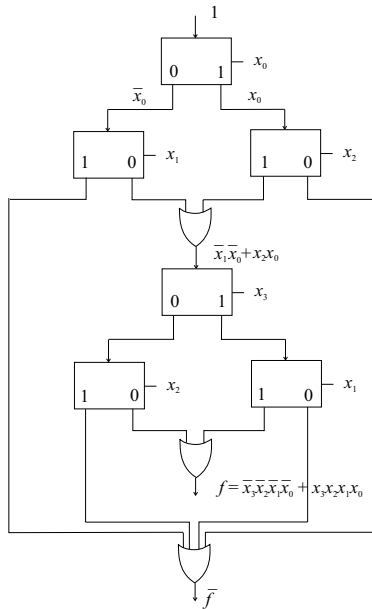 1
0 1 x₀
x̄₀ x₀
1 0 x₁ 1 0 x₂
x̄₁x̄₀ + x₂x₀
0 1 x₃
1 0 x₂ 1 0 x₁
f = x̄₃x̄₂x̄₁x̄₀ + x₃x₂x₁x₀
f̄